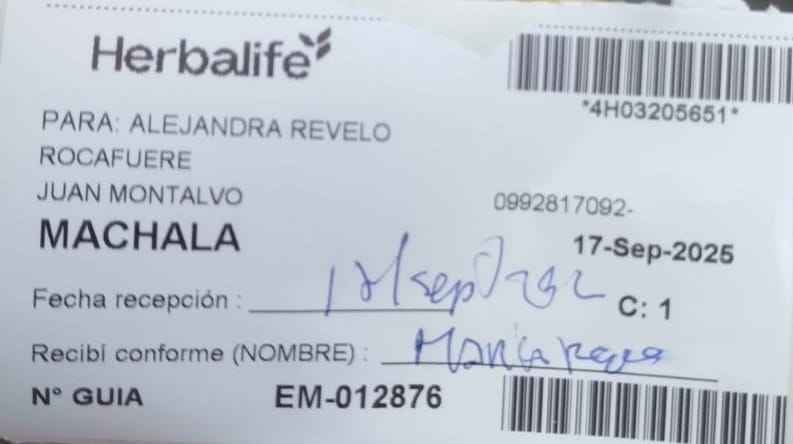 Herbalife
*4H03205651*
PARA: ALEJANDRA REVELO
ROCAFUERE
JUAN MONTALVO
0992817092-
MACHALA
17-Sep-2025
Fecha recepción :
C: 1
Recibí conforme (NOMBRE) : María
N° GUIA EM-012876